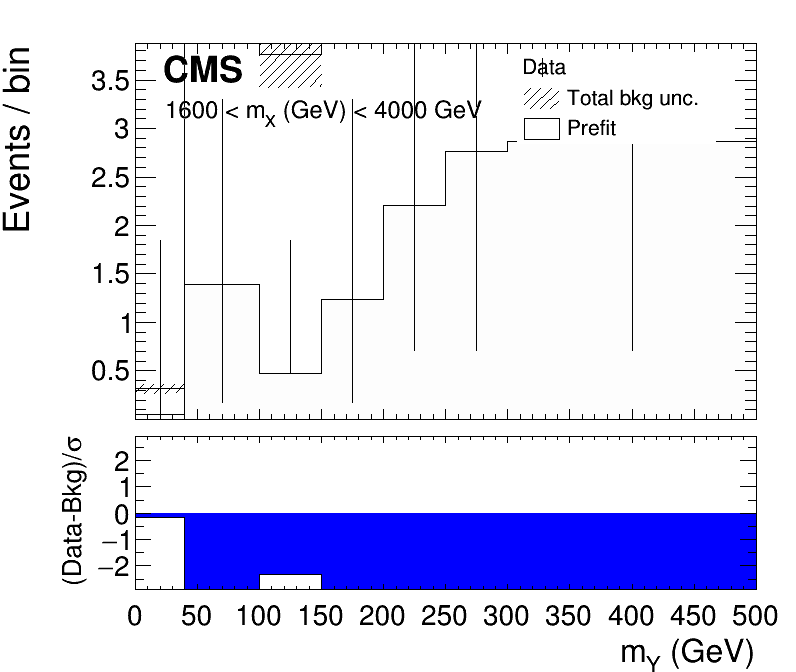 Events / bin
CMS
1600 < mX (GeV) < 4000 GeV
Data
Total bkg unc.
Prefit
3.5
3
2.5
2
1.5
1
0.5
(Data-Bkg)/σ
2
1
0
−1
−2
0 50 100 150 200 250 300 350 400 450 500
mY (GeV)